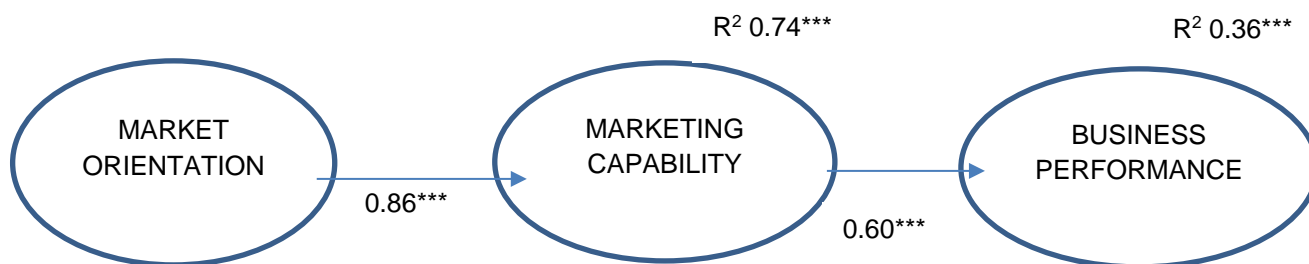 R² 0.74***
R² 0.36***
MARKET
ORIENTATION
MARKETING
CAPABILITY
BUSINESS
PERFORMANCE
0.86***
0.60***